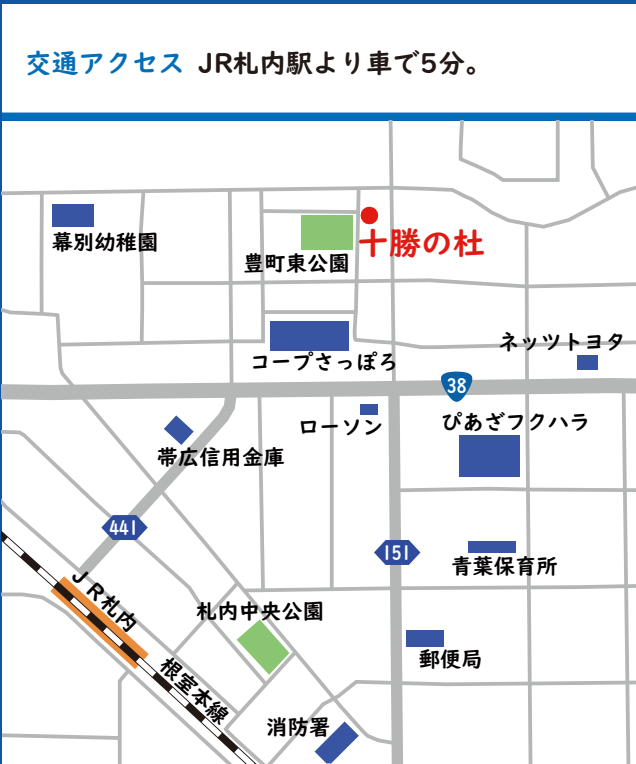 交通アクセス JR札内駅より車で5分。
幕別幼稚園
豊町東公園
十勝の杜
ネッツトヨタ
コープさっぽろ
38
ローソン
ぴあざフクハラ
帯広信用金庫
441
151
青葉保育所
JR札内
札内中央公園
郵便局
根室本線
消防署